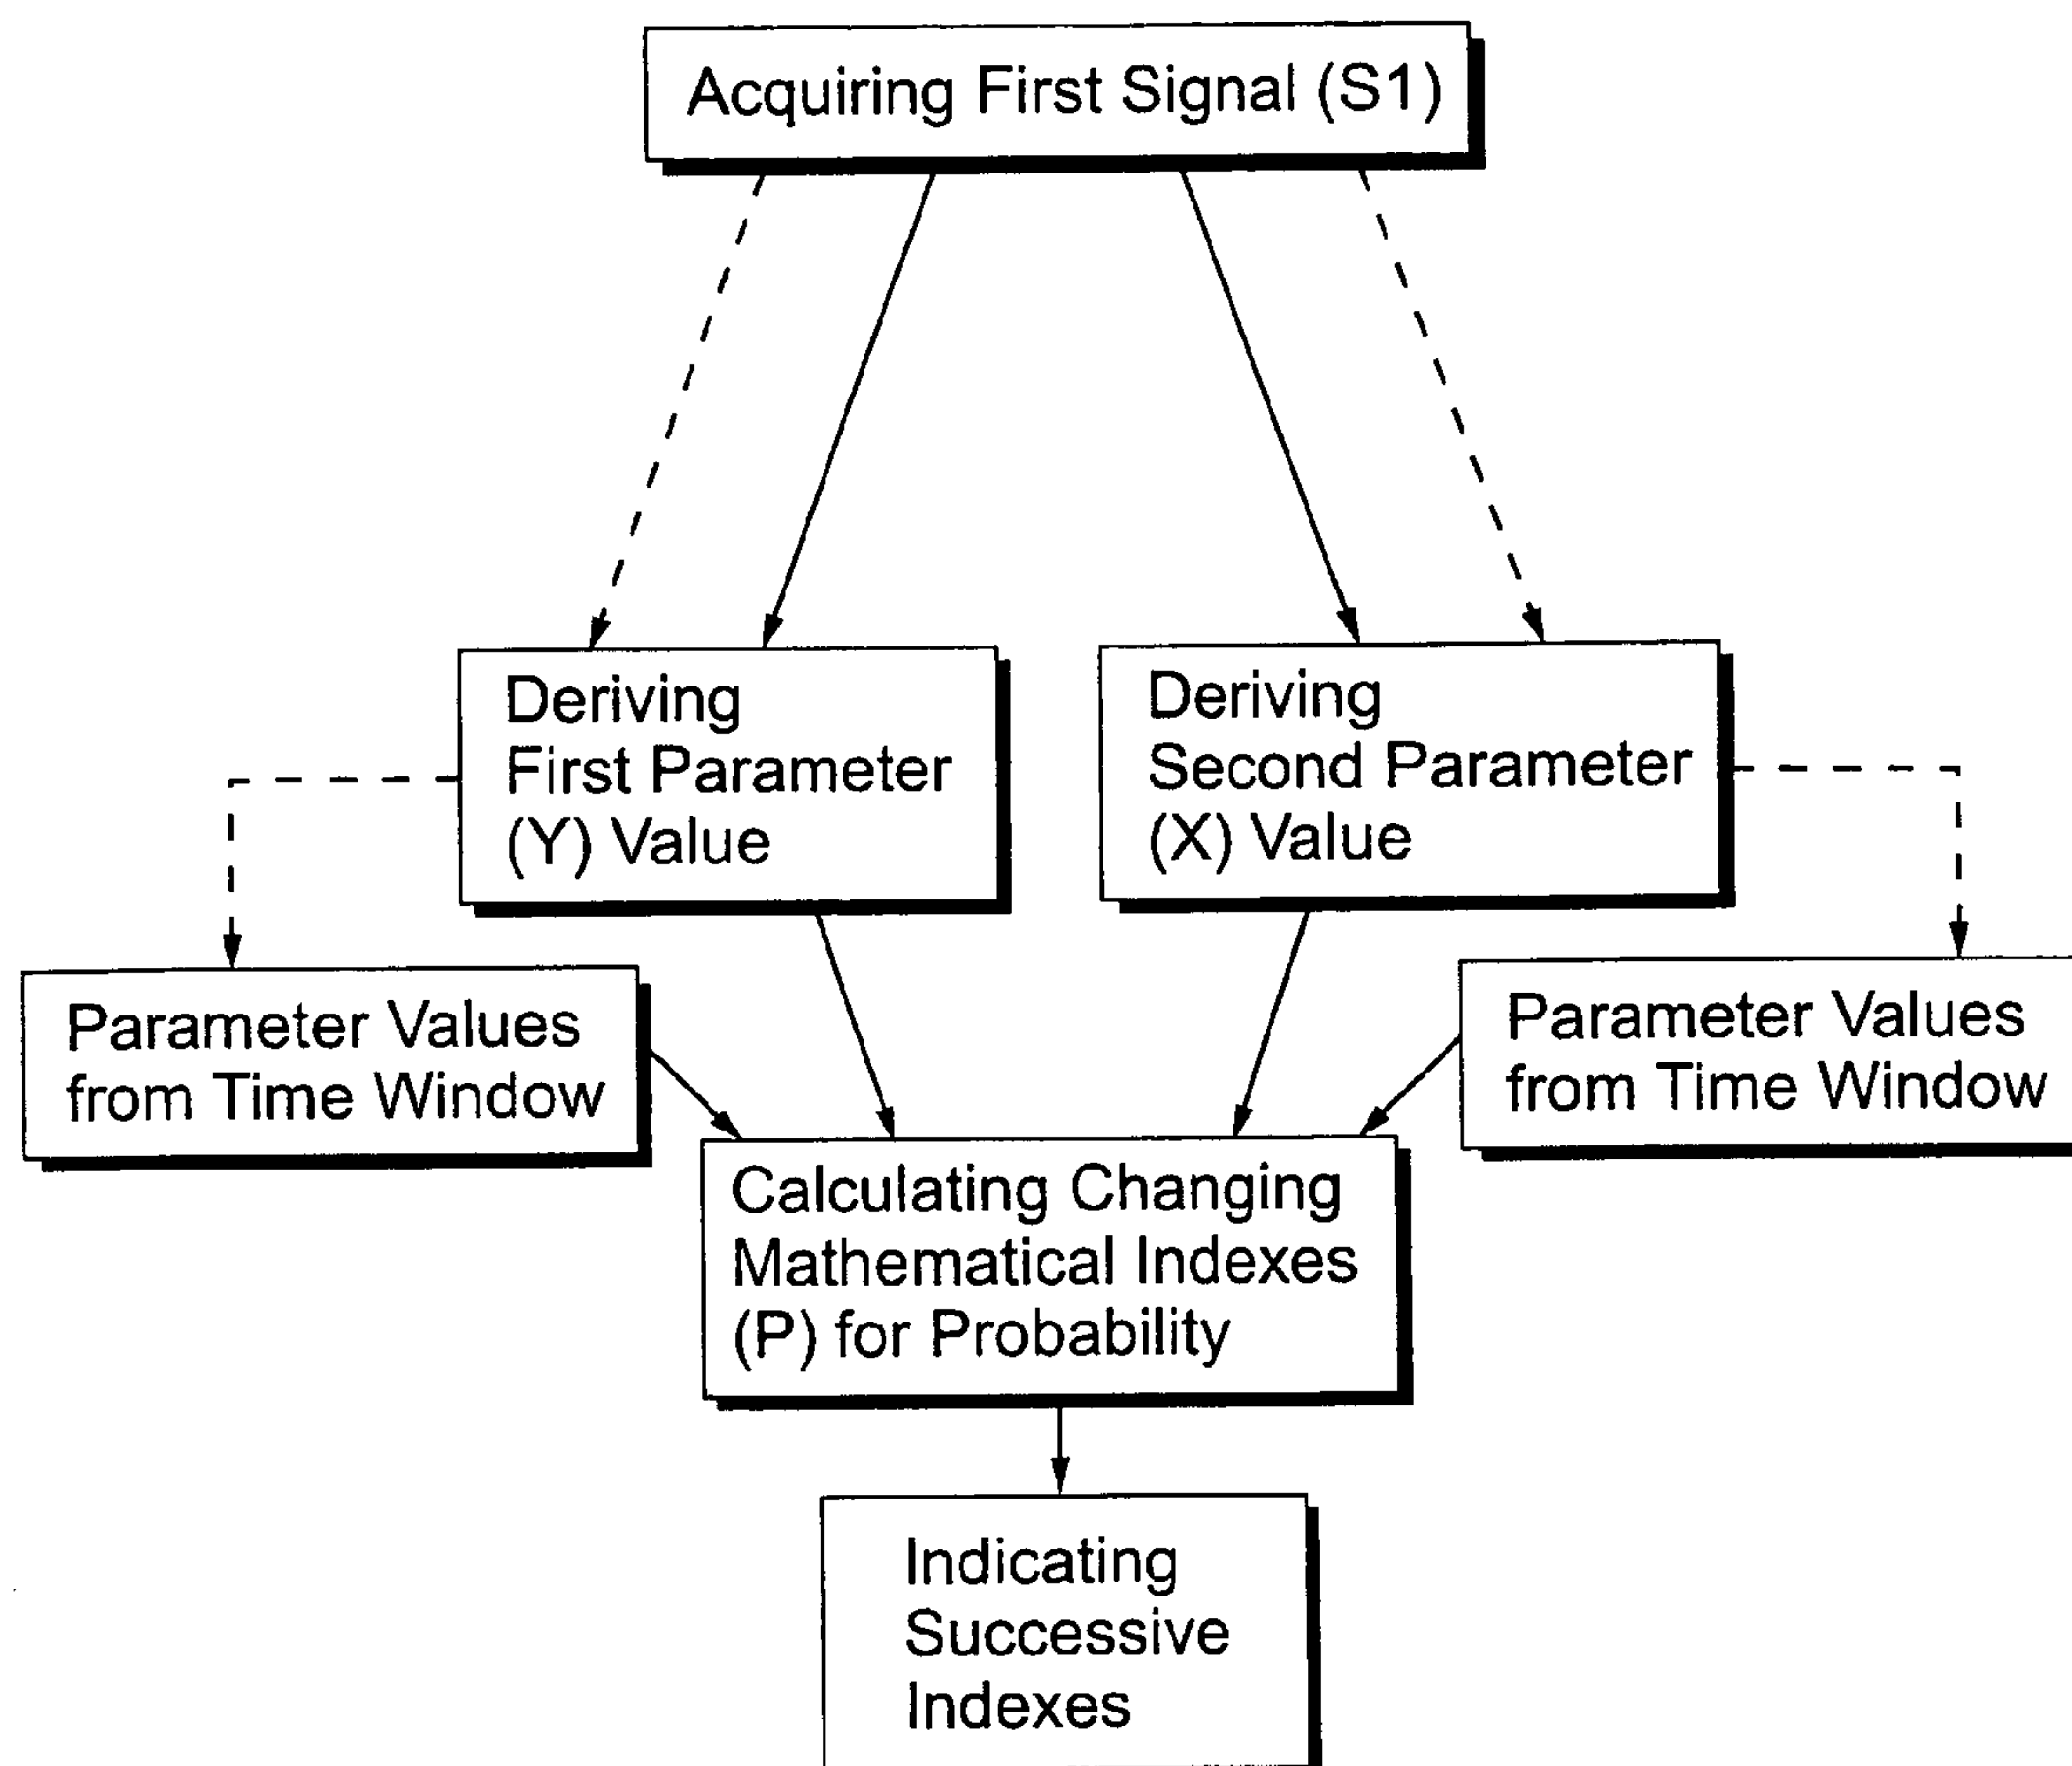 Acquiring First Signal (S1)
Deriving
First Parameter
(Y) Value
Deriving
Second Parameter
(X) Value
Parameter Values
from Time Window
Parameter Values
from Time Window
Calculating Changing
Mathematical Indexes
(P) for Probability
Indicating
Successive
Indexes